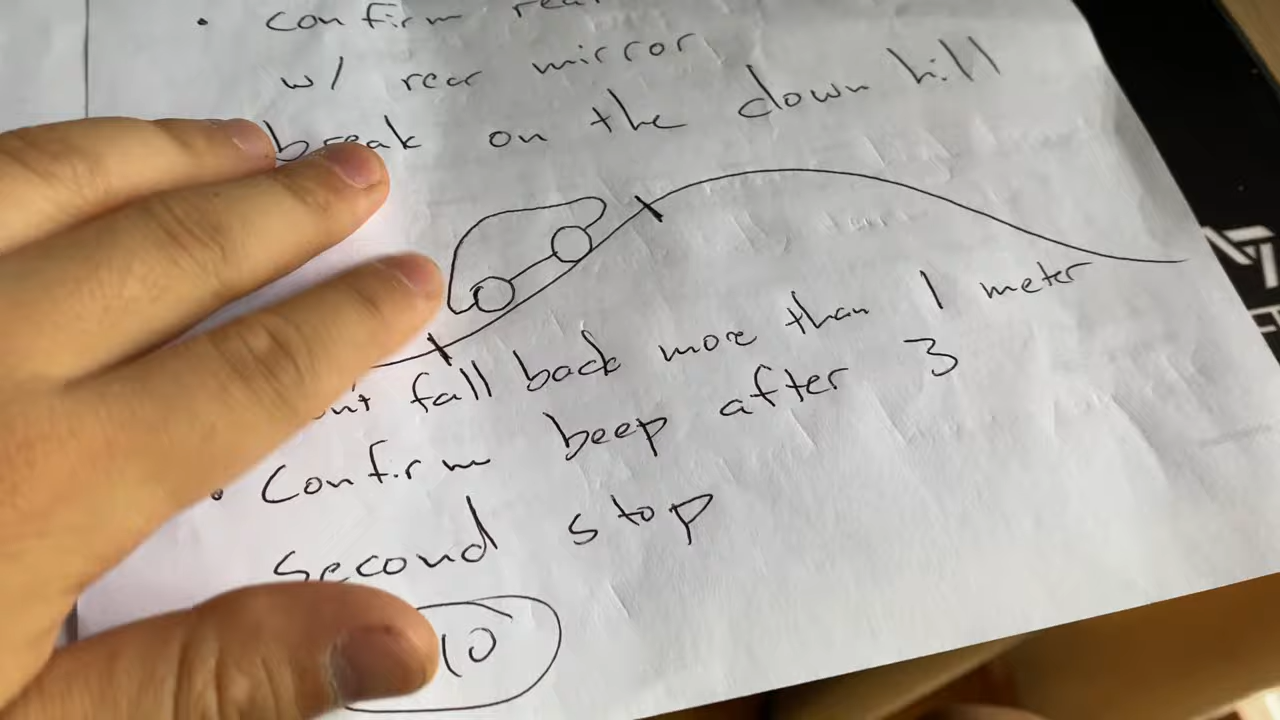 • confirm
w/ rear mirror
break on the down hill
fall back more than 1 meter
• Confirm beep after 3
Second stop
10